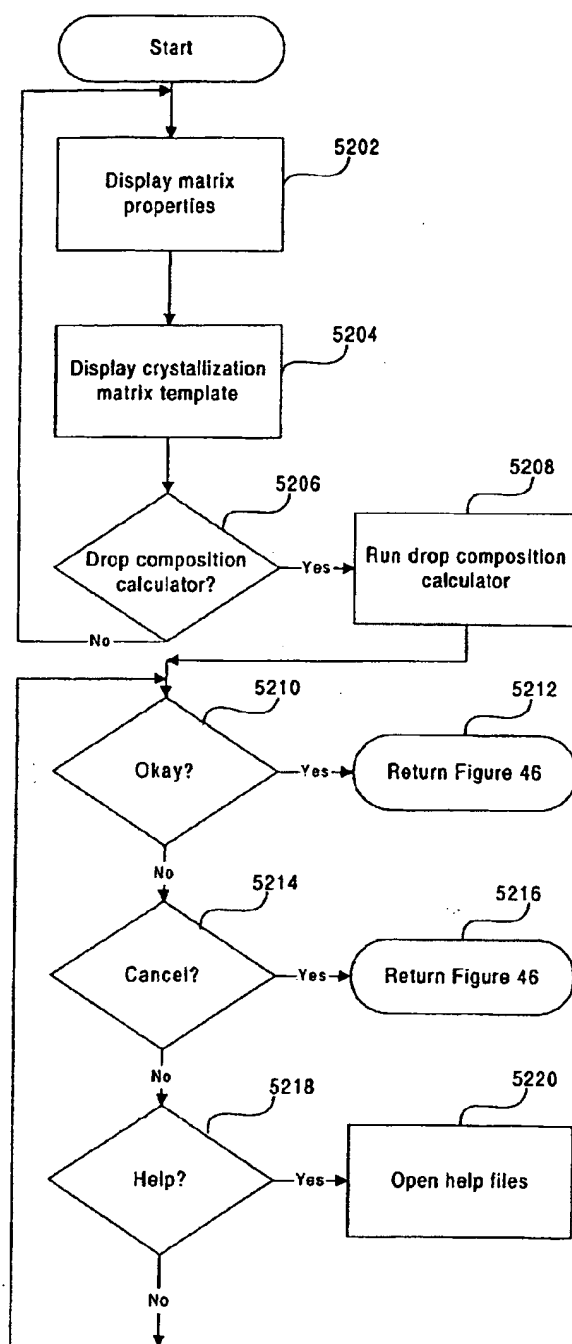 Start
5202
Display matrix
properties
5204
Display crystallization
matrix template
5206
Drop composition
calculator?
Yes
5208
Run drop composition
calculator
No
5210
Okay?
Yes
5212
Return Figure 46
No
5214
Cancel?
Yes
5216
Return Figure 46
No
5218
Help?
Yes
5220
Open help files
No